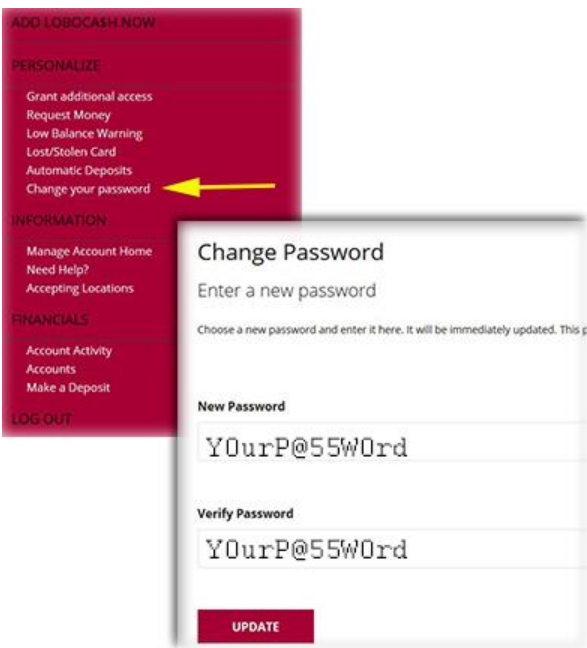 ADD LOBOCA$H NOW
PERSONALIZE
Grant additional access
Request Money
Low Balance Warning
Lost/Stolen Card
Automatic Deposits
Change your password
INFORMATION
Manage Account Home
Need Help?
Accepting Locations
FINANCIALS
Account Activity
Accounts
Make a Deposit
LOG OUT
Change Password
Enter a new password
Choose a new password and enter it here. It will be immediately updated. This p
New Password
Y0urP@55W0rd
Verify Password
Y0urP@55W0rd
UPDATE